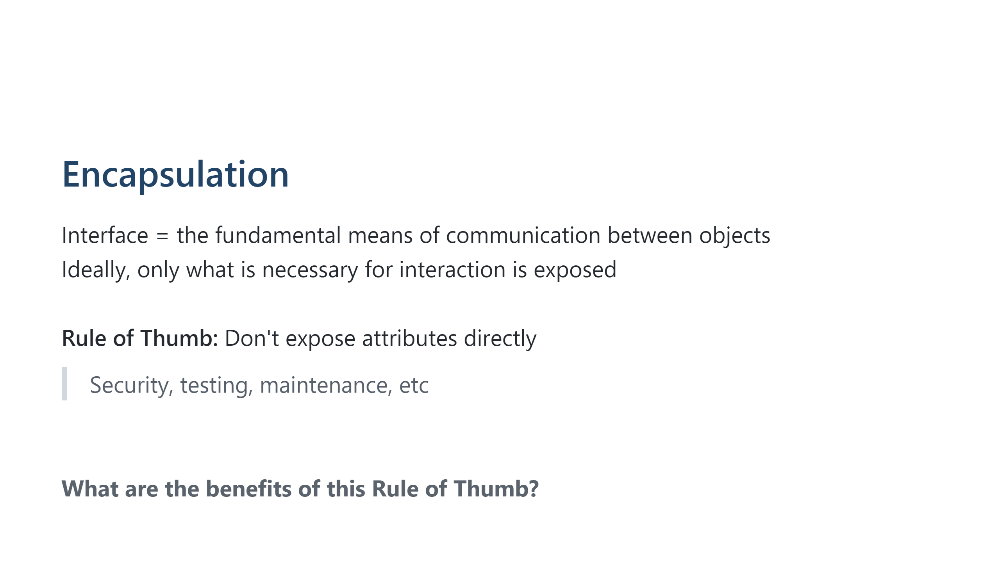 Encapsulation
Interface = the fundamental means of communication between objects
Ideally, only what is necessary for interaction is exposed
Rule of Thumb: Don't expose attributes directly
Security, testing, maintenance, etc
What are the benefits of this Rule of Thumb?